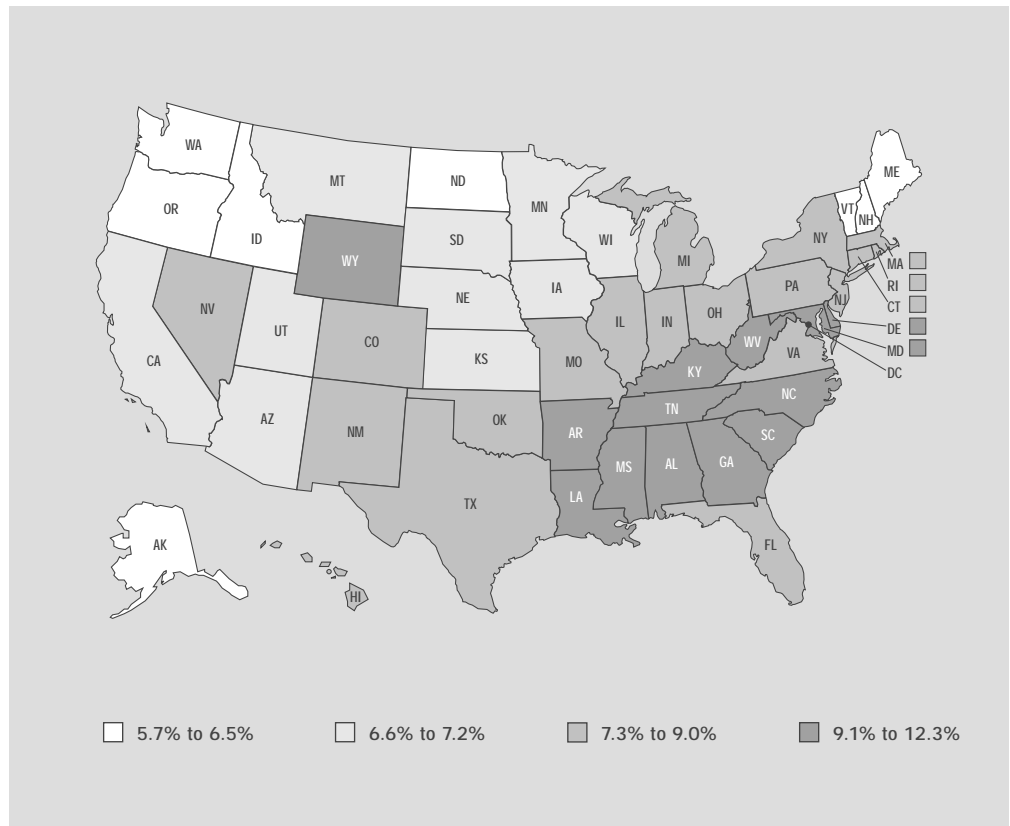 WA
MT
ND
MN
ME
OR
ID
SD
WI
VT
NH
NY
MI
WY
MA
RI
CT
NE
IA
PA
NJ
NV
UT
CO
IL
IN
OH
DE
MD
DC
CA
KS
MO
WV
VA
KY
AZ
NM
OK
AR
TN
NC
SC
MS
AL
GA
TX
LA
FL
AK
HI
5.7% to 6.5%
6.6% to 7.2%
7.3% to 9.0%
9.1% to 12.3%